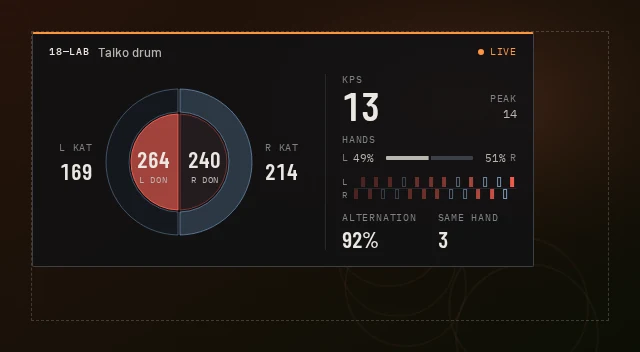 18—LAB Talko drum
LIVE
L KAT
169
264
L DON
240
R DON
R KAT
214
KPS
13
PEAK
14
HANDS
L 49%
51% R
L
R
ALTERNATION
92%
SAME HAND
3